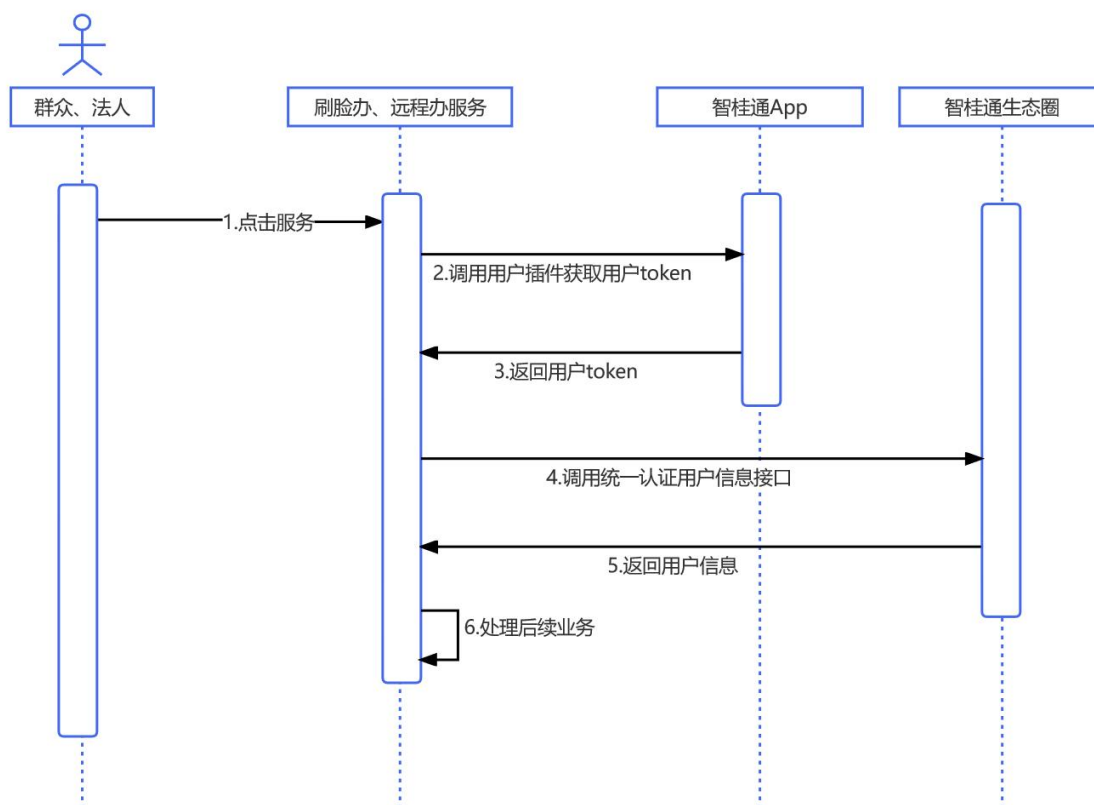 群众、法人
刷脸办、远程办服务
智桂通App
智桂通生态圈
1.点击服务
2.调用用户插件获取用户token
3.返回用户token
4.调用统一认证用户信息接口
5.返回用户信息
6.处理后续业务